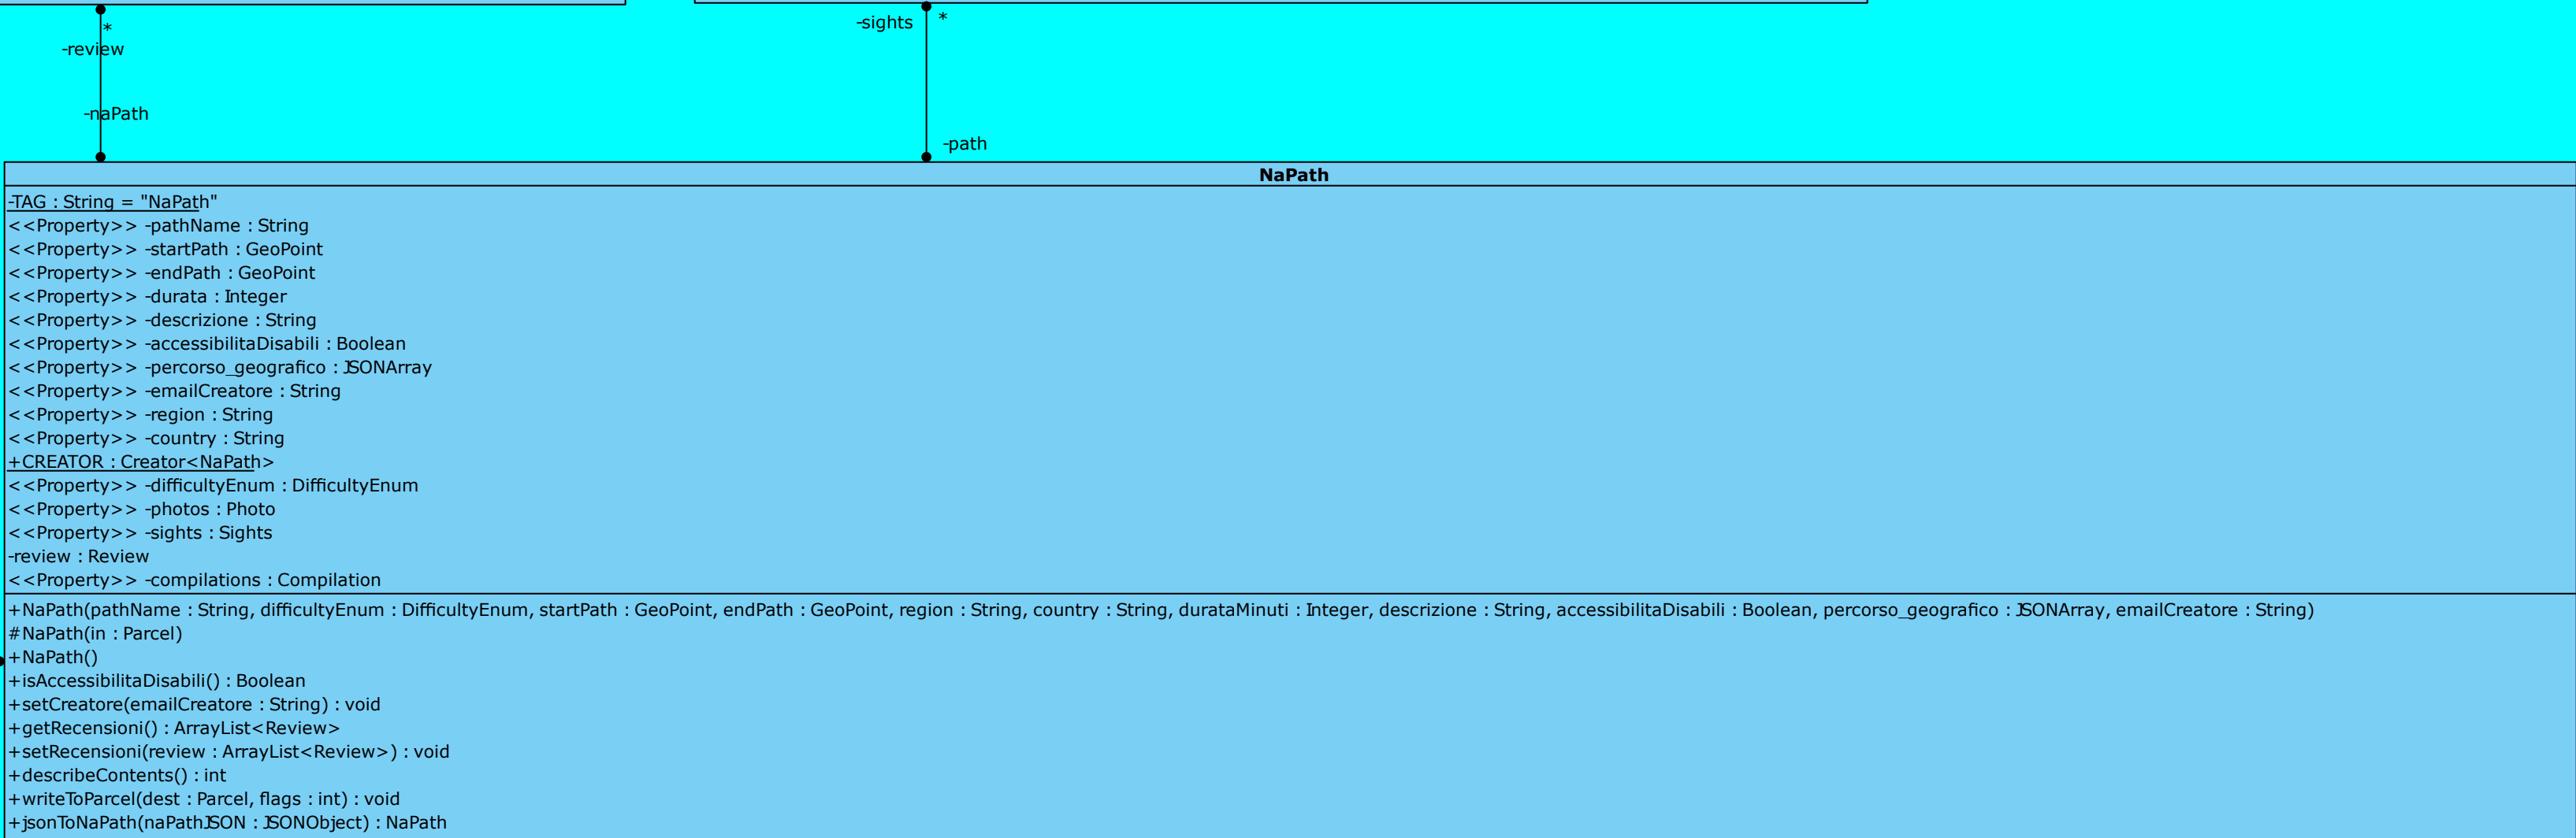 -sights *
*
-review
-naPath
-path
NaPath
-TAG : String = "NaPath"
<<Property>> -pathName : String
<<Property>> -startPath : GeoPoint
<<Property>> -endPath : GeoPoint
<<Property>> -durata : Integer
<<Property>> -descrizione : String
<<Property>> -accessibilitaDisabili : Boolean
<<Property>> -percorso_geografico : JSONArray
<<Property>> -emailCreatore : String
<<Property>> -region : String
<<Property>> -country : String
+CREATOR : Creator<NaPath>
<<Property>> -difficultyEnum : DifficultyEnum
<<Property>> -photos : Photo
<<Property>> -sights : Sights
-review : Review
<<Property>> -compilations : Compilation
+NaPath(pathName : String, difficultyEnum : DifficultyEnum, startPath : GeoPoint, endPath : GeoPoint, region : String, country : String, durataMinuti : Integer, descrizione : String, accessibilitaDisabili : Boolean, percorso_geografico : JSONArray, emailCreatore : String)
#NaPath(in : Parcel)
+NaPath()
+isAccessibilitaDisabili() : Boolean
+setCreatore(emailCreatore : String) : void
+getRecensioni() : ArrayList<Review>
+setRecensioni(review : ArrayList<Review>) : void
+describeContents() : int
+writeToParcel(dest : Parcel, flags : int) : void
+jsonToNaPath(naPathJSON : JSONObject) : NaPath